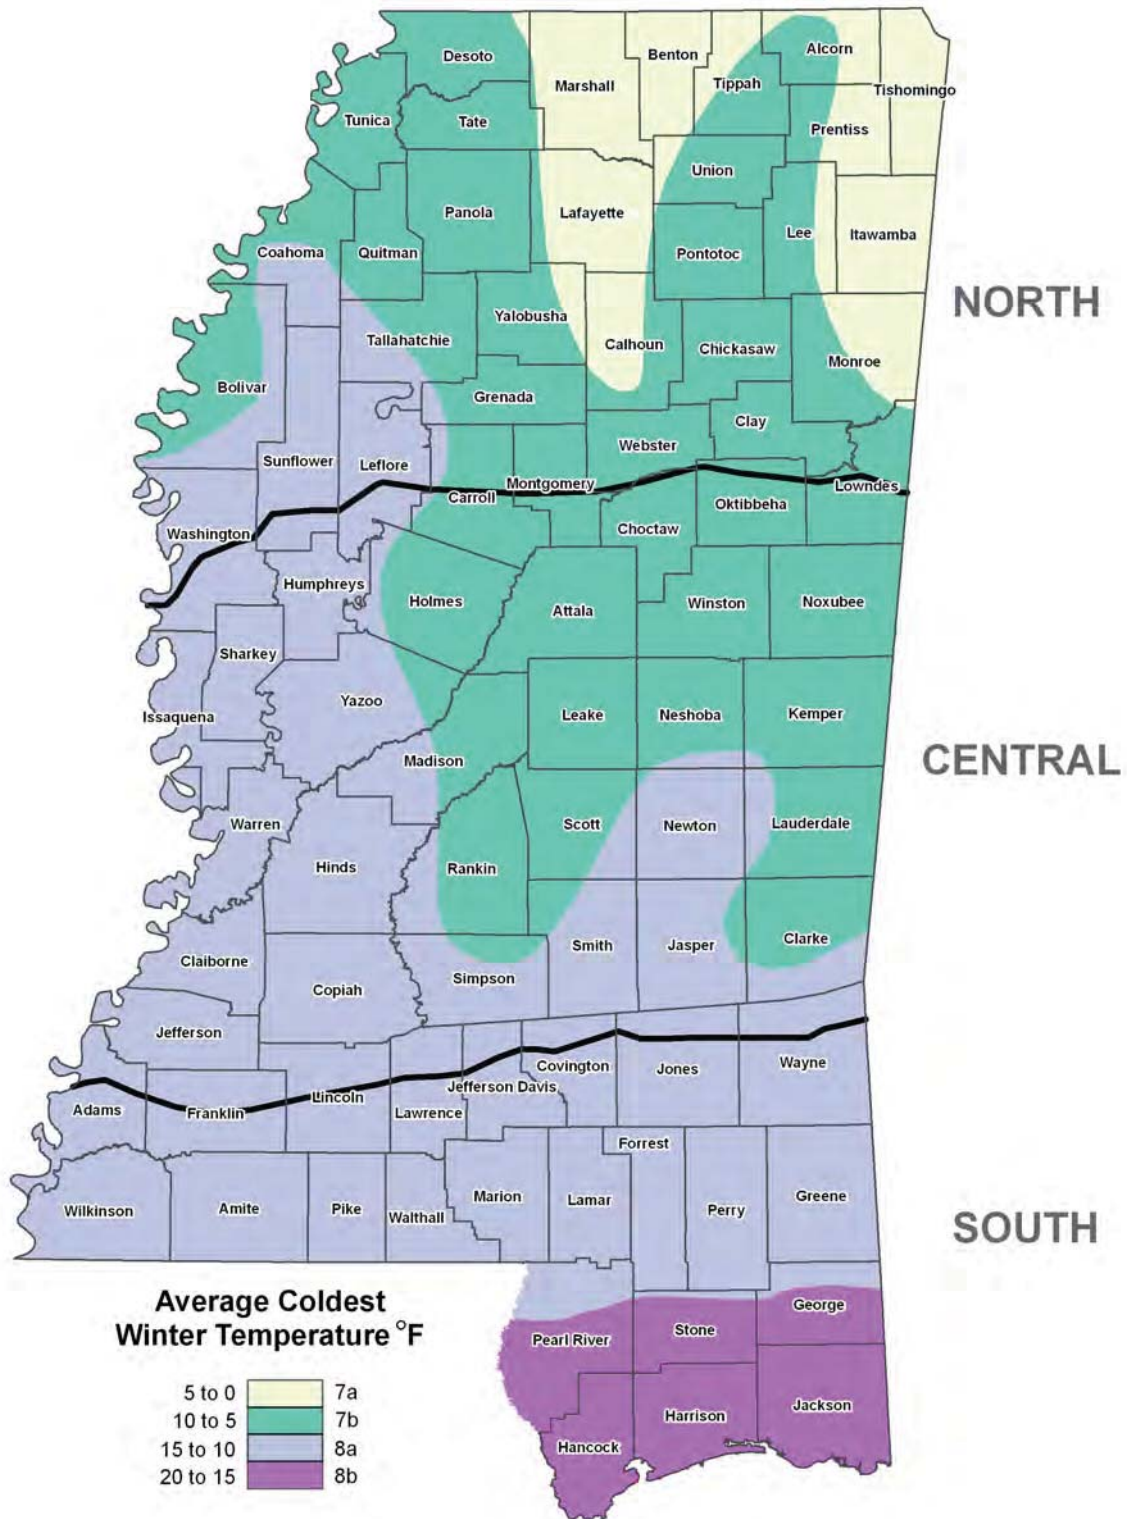 Desoto
Marshall
Benton
Tippah
Alcorn
Tishomingo
Tunica
Tate
Prentiss
Union
Panola
Lafayette
Pontotoc
Lee
Itawamba
Coahoma
Quitman
NORTH
Yalobusha
Tallahatchie
Calhoun
Chickasaw
Monroe
Bolivar
Grenada
Clay
Webster
Sunflower
Leflore
Carroll
Montgomery
Lowndes
Oktibbeha
Choctaw
Washington
Humphreys
Holmes
Attala
Winston
Noxubee
Sharkey
Yazoo
Issaquena
Leake
Neshoba
Kemper
Madison
CENTRAL
Warren
Scott
Newton
Lauderdale
Hinds
Rankin
Claiborne
Smith
Jasper
Clarke
Simpson
Copiah
Jefferson
Covington
Jones
Wayne
Jefferson Davis
Adams
Franklin
Lincoln
Lawrence
Forrest
Wilkinson
Amite
Pike
Walthall
Marion
Lamar
Perry
Greene
SOUTH
George
Stone
Pearl River
Harrison
Jackson
Hancock
Average Coldest
Winter Temperature °F
5 to 0 7a
10 to 5 7b
15 to 10 8a
20 to 15 8b